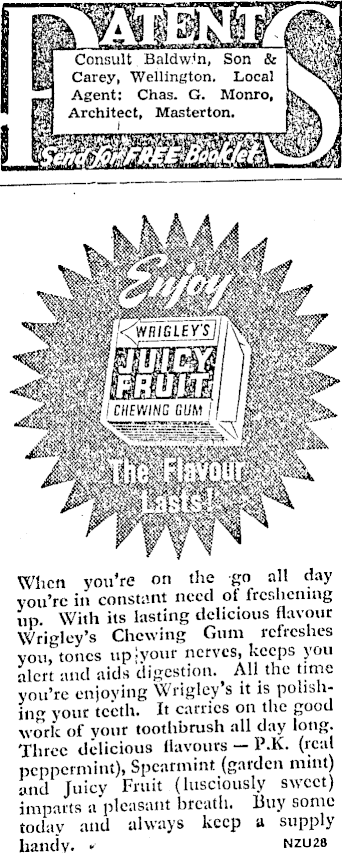 PATENTS
Consult Baldwin, Son &
Carey, Wellington. Local
Agent: Chas. G. Monro,
Architect, Masterton.
Send for FREE Booklet.
Enjoy
WRIGLEY'S
JUICY
FRUIT
CHEWING GUM
The Flavour
Lasts!
When you're on the go all day
you're in constant need of freshening
up. With its lasting delicious flavour
Wrigley's Chewing Gum refreshes
you, tones up your nerves, keeps you
alert and aids digestion. All the time
you're enjoying Wrigley's it is polish-
ing your teeth. It carries on the good
work of your toothbrush all day long.
Three delicious flavours — P.K. (real
peppermint), Spearmint (garden mint)
and Juicy Fruit (lusciously sweet)
imparts a pleasant breath. Buy some
today and always keep a supply
handy.
NZU28